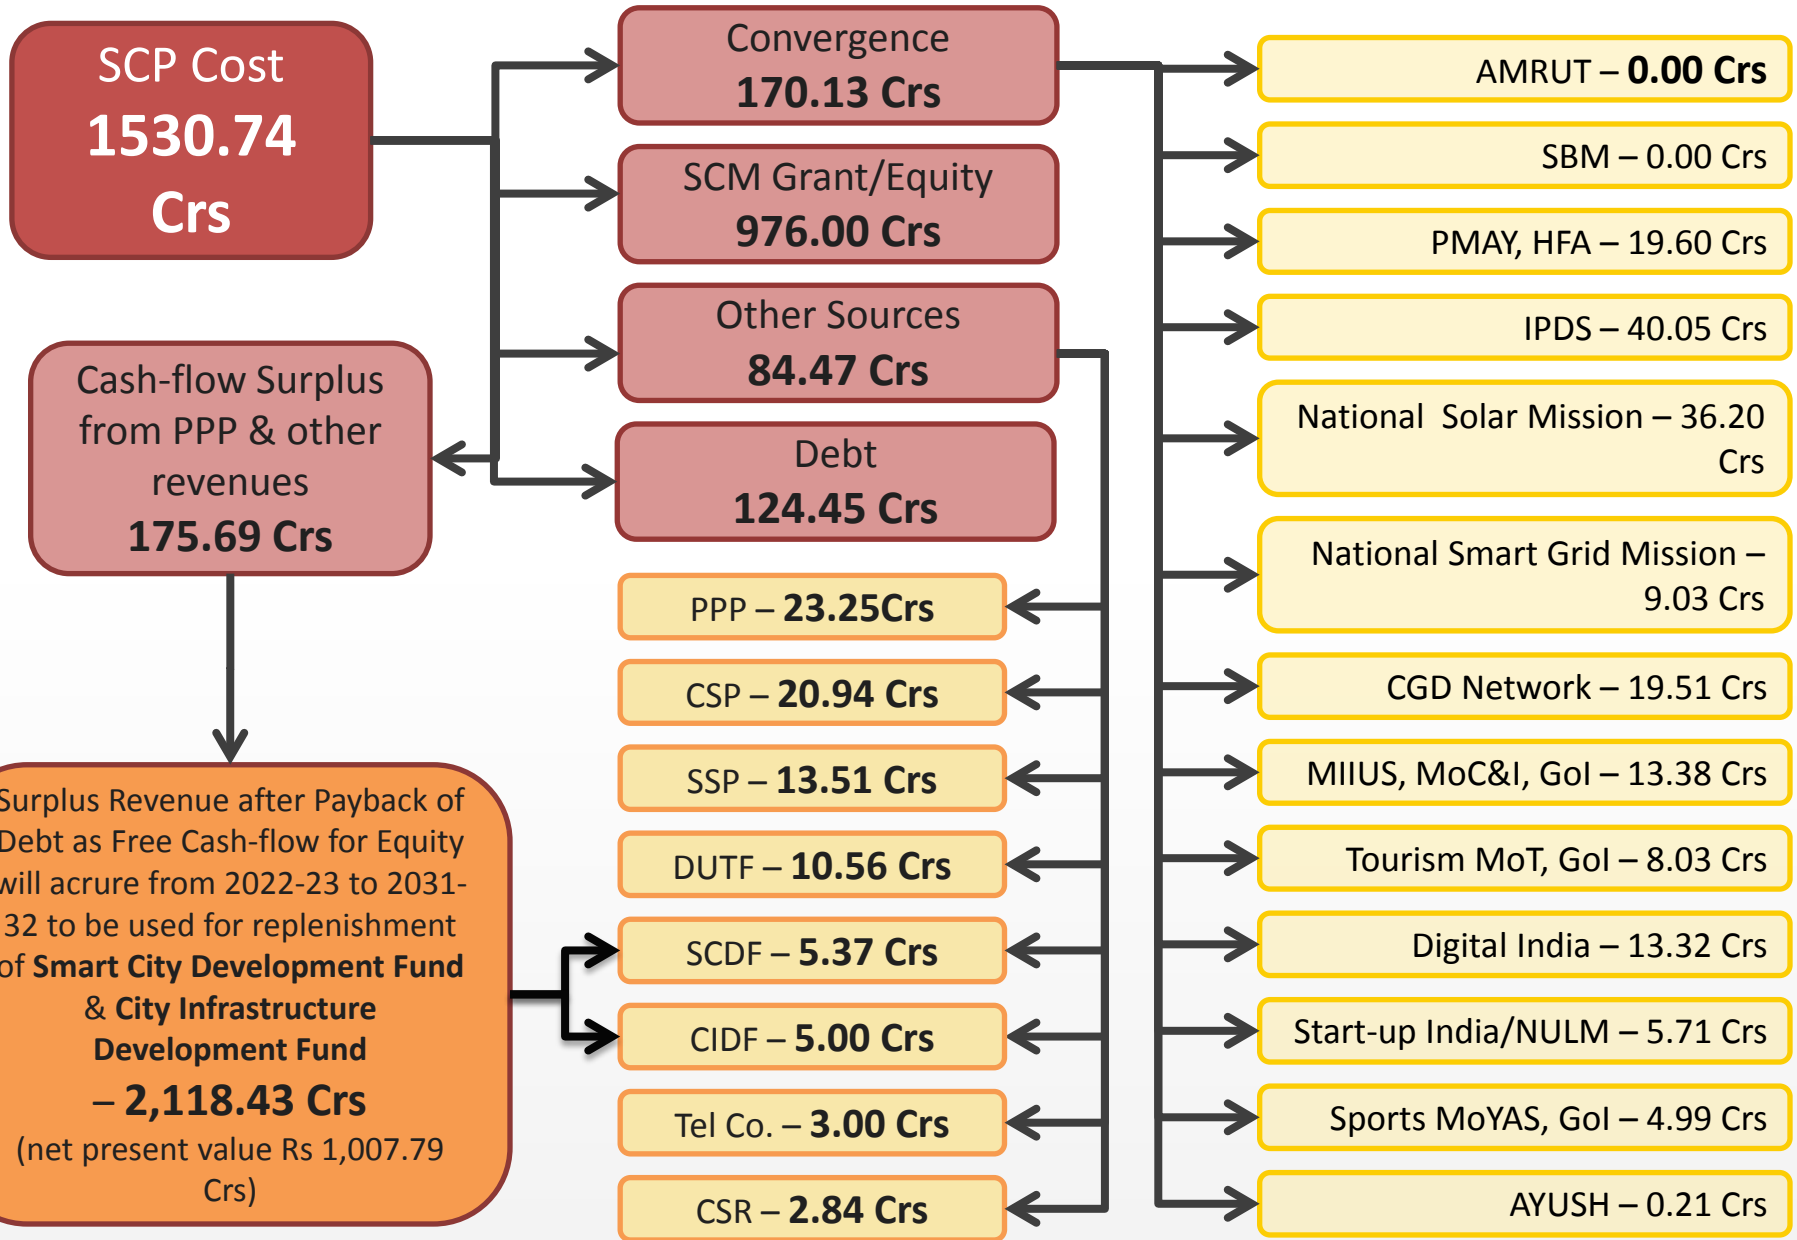 SCP Cost
1530.74
Crs
Cash-flow Surplus
from PPP & other
revenues
175.69 Crs
Surplus Revenue after Payback of
Debt as Free Cash-flow for Equity
will acrure from 2022-23 to 2031-
32 to be used for replenishment
of Smart City Development Fund
& City Infrastructure
Development Fund
– 2,118.43 Crs
(net present value Rs 1,007.79
Crs)
Convergence
170.13 Crs
SCM Grant/Equity
976.00 Crs
Other Sources
84.47 Crs
Debt
124.45 Crs
PPP – 23.25Crs
CSP – 20.94 Crs
SSP – 13.51 Crs
DUTF – 10.56 Crs
SCDF – 5.37 Crs
CIDF – 5.00 Crs
Tel Co. – 3.00 Crs
CSR – 2.84 Crs
AMRUT – 0.00 Crs
SBM – 0.00 Crs
PMAY, HFA – 19.60 Crs
IPDS – 40.05 Crs
National Solar Mission – 36.20
Crs
National Smart Grid Mission –
9.03 Crs
CGD Network – 19.51 Crs
MIIUS, MoC&I, GoI – 13.38 Crs
Tourism MoT, GoI – 8.03 Crs
Digital India – 13.32 Crs
Start-up India/NULM – 5.71 Crs
Sports MoYAS, GoI – 4.99 Crs
AYUSH – 0.21 Crs